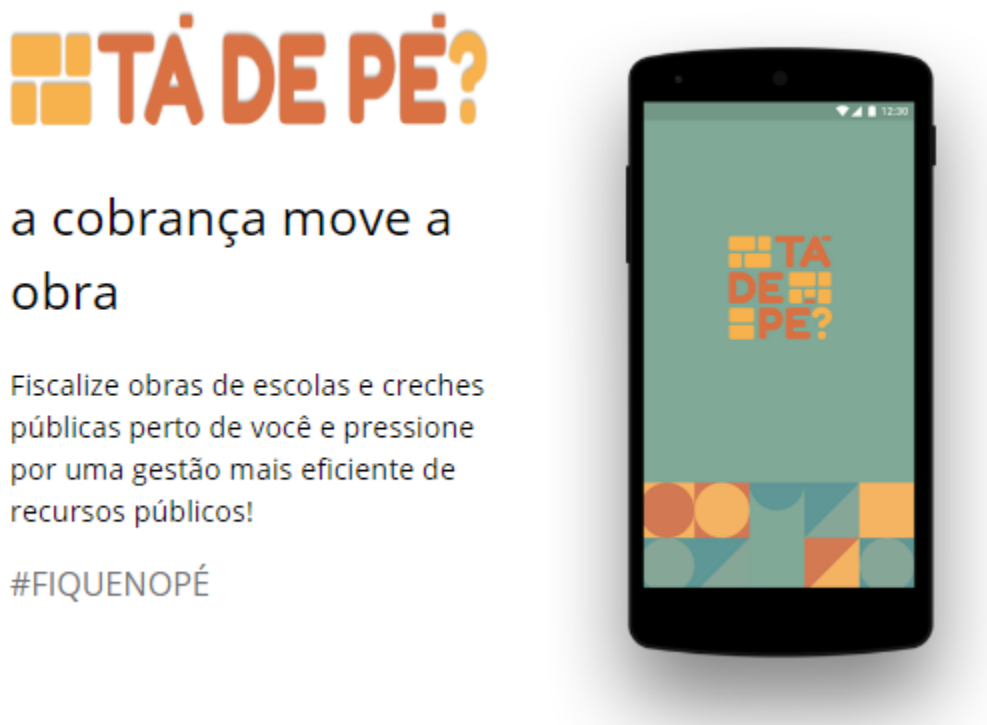 TÁ DE PÉ?
a cobrança move a
obra
Fiscalize obras de escolas e creches
públicas perto de você e pressione
por uma gestão mais eficiente de
recursos públicos!
#FIQUENOPÉ
12:30
TÁ
DE
PÉ?